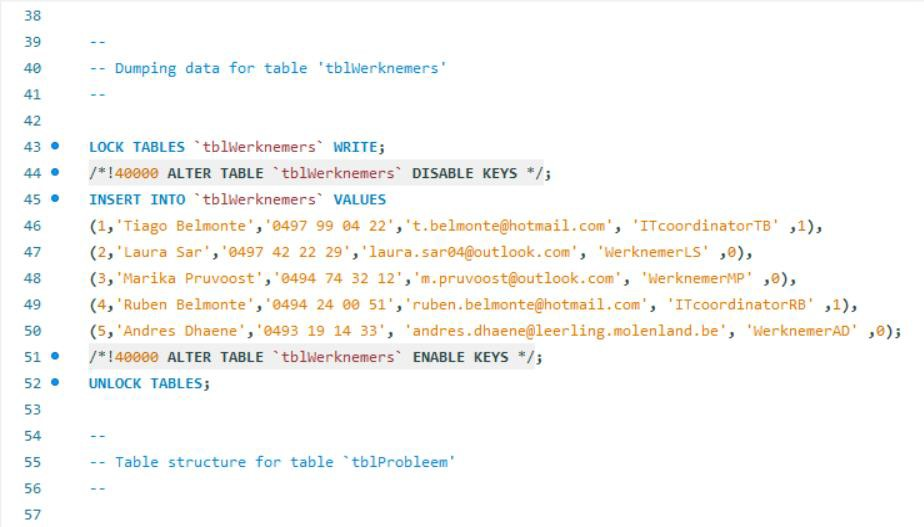 38
39 --
40 -- Dumping data for table 'tblWerknemers'
41 --
42
43 LOCK TABLES `tblWerknemers` WRITE;
44 /*!40000 ALTER TABLE `tblWerknemers` DISABLE KEYS */;
45 INSERT INTO `tblWerknemers` VALUES
46 (1,'Tiago Belmonte','0497 99 04 22','t.belmonte@hotmail.com', 'ITcoordinatorTB' ,1),
47 (2,'Laura Sar','0497 42 22 29','laura.sar04@outlook.com', 'WerknemerLS' ,0),
48 (3,'Marika Pruvoost','0494 74 32 12','m.pruvoost@outlook.com', 'WerknemerMP' ,0),
49 (4,'Ruben Belmonte','0494 24 00 51','ruben.belmonte@hotmail.com', 'ITcoordinatorRB' ,1),
50 (5,'Andres Dhaene','0493 19 14 33', 'andres.dhaene@leerling.molenland.be', 'WerknemerAD' ,0);
51 /*!40000 ALTER TABLE `tblWerknemers` ENABLE KEYS */;
52 UNLOCK TABLES;
53
54 --
55 -- Table structure for table `tblProbleem'
56 --
57